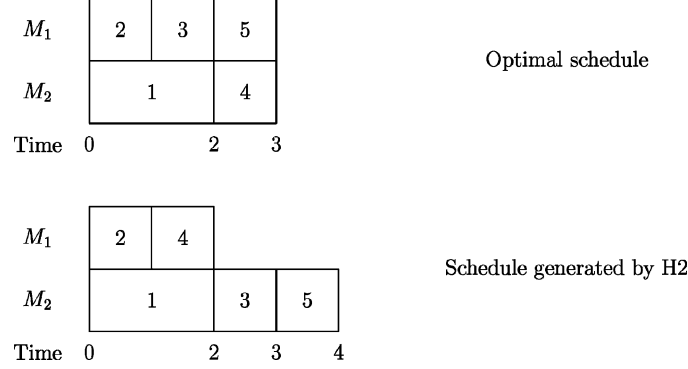 M₁ 2 3 5
Optimal schedule
M₂ 1 4
Time 0 2 3
M₁ 2 4
Schedule generated by H2
M₂ 1 3 5
Time 0 2 3 4